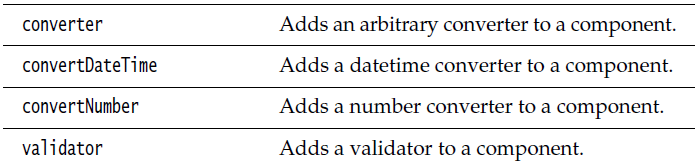 converter Adds an arbitrary converter to a component.
convertDateTime Adds a datetime converter to a component.
convertNumber Adds a number converter to a component.
validator Adds a validator to a component.